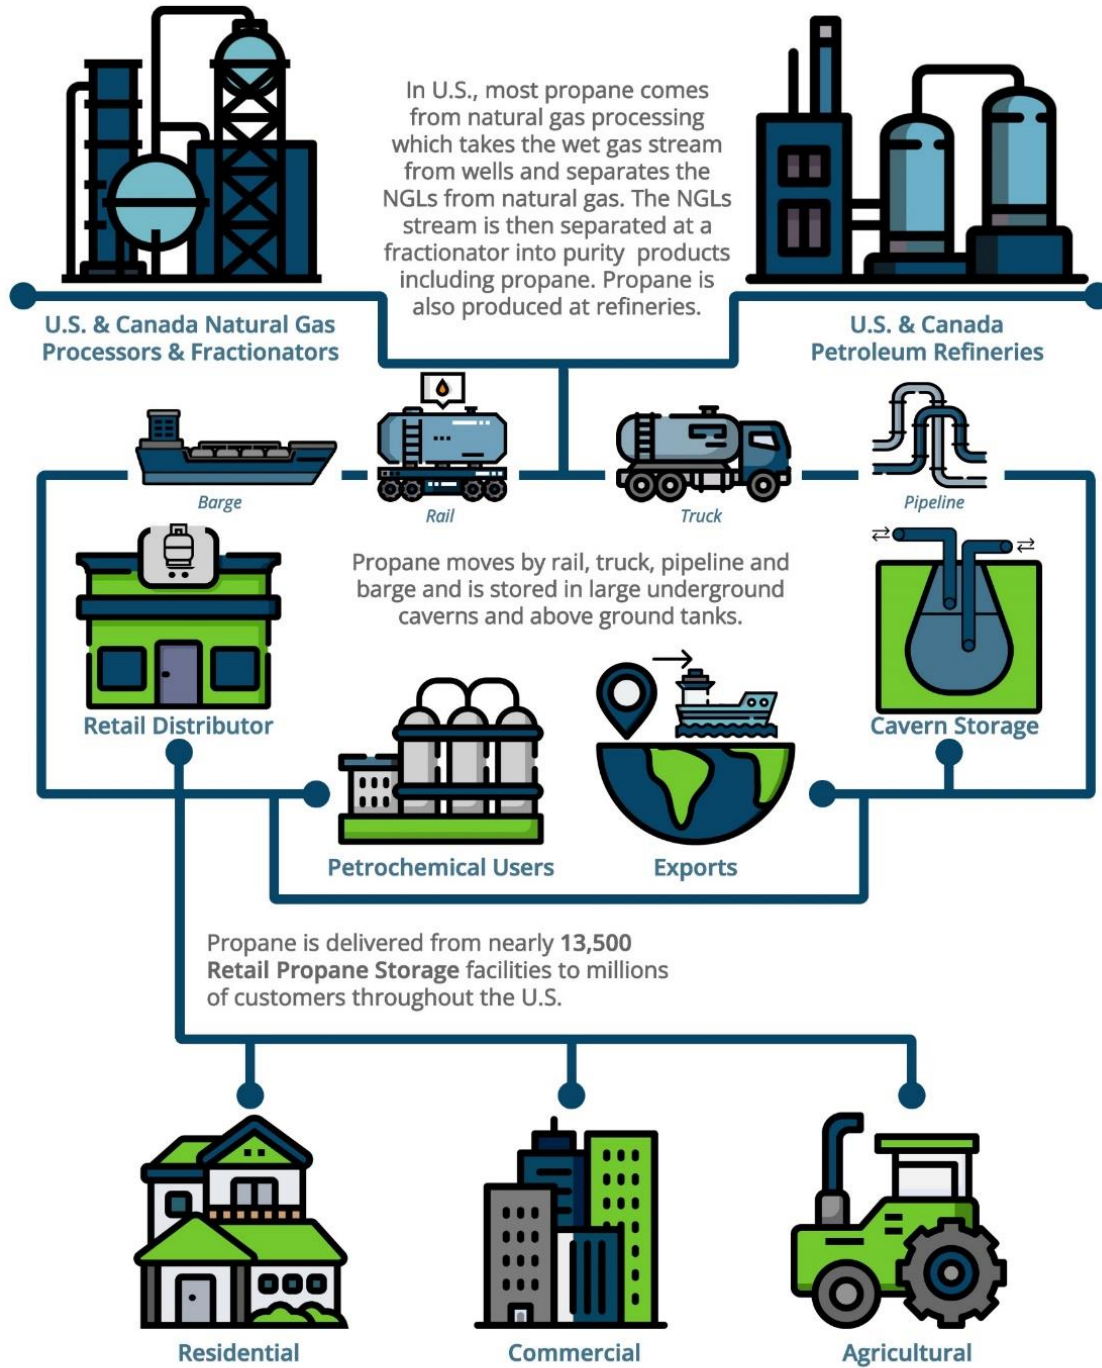 In U.S., most propane comes
from natural gas processing
which takes the wet gas stream
from wells and separates the
NGLs from natural gas. The NGLs
stream is then separated at a
fractionator into purity products
including propane. Propane is
also produced at refineries.
U.S. & Canada Natural Gas
Processors & Fractionators
U.S. & Canada
Petroleum Refineries
Barge
Rail
Truck
Pipeline
Propane moves by rail, truck, pipeline and
barge and is stored in large underground
caverns and above ground tanks.
Retail Distributor
Cavern Storage
Petrochemical Users
Exports
Propane is delivered from nearly 13,500
Retail Propane Storage facilities to millions
of customers throughout the U.S.
Residential
Commercial
Agricultural